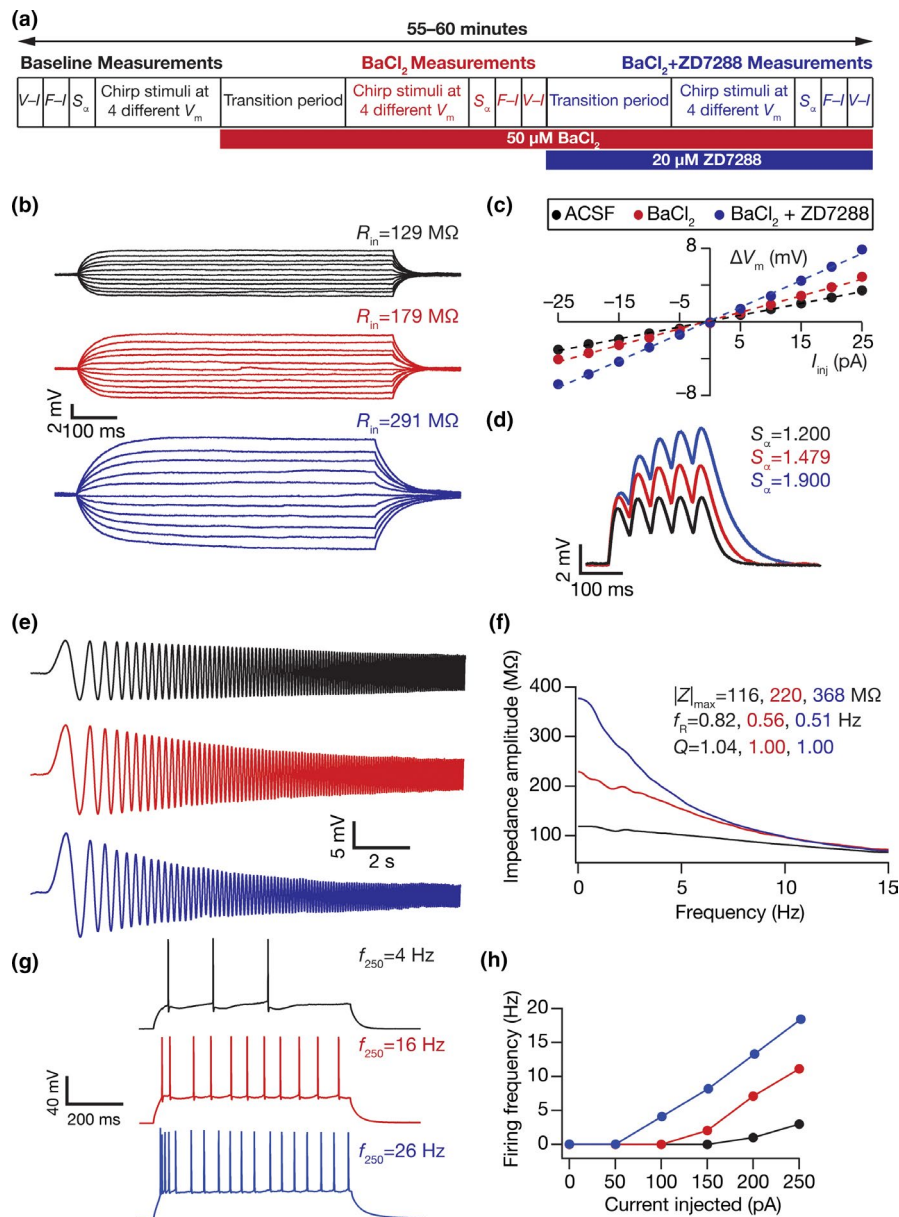 (a)
55–60 minutes
Baseline Measurements
BaCl2 Measurements
BaCl2+ZD7288 Measurements
V–I
F–I
Sα
Chirp stimuli at
4 different Vm
Transition period
Chirp stimuli at
4 different Vm
Sα
F–I
V–I
Transition period
Chirp stimuli at
4 different Vm
Sα
F–I
V–I
50 µM BaCl2
20 µM ZD7288
(b)
Rin=129 MΩ
Rin=179 MΩ
2 mV
100 ms
Rin=291 MΩ
(c)
ACSF
BaCl2
BaCl2 + ZD7288
8
ΔVm (mV)
−25
−15
−5
5
15
25
Iinj (pA)
−8
(d)
Sα=1.200
Sα=1.479
Sα=1.900
2 mV
100 ms
(e)
5 mV
2 s
(f)
Impedance amplitude (MΩ)
400
300
200
100
|Z|max=116, 220, 368 MΩ
fR=0.82, 0.56, 0.51 Hz
Q=1.04, 1.00, 1.00
0
5
10
15
Frequency (Hz)
(g)
f250=4 Hz
f250=16 Hz
40 mV
200 ms
f250=26 Hz
(h)
Firing frequency (Hz)
20
15
10
5
0
0
50
100
150
200
250
Current injected (pA)